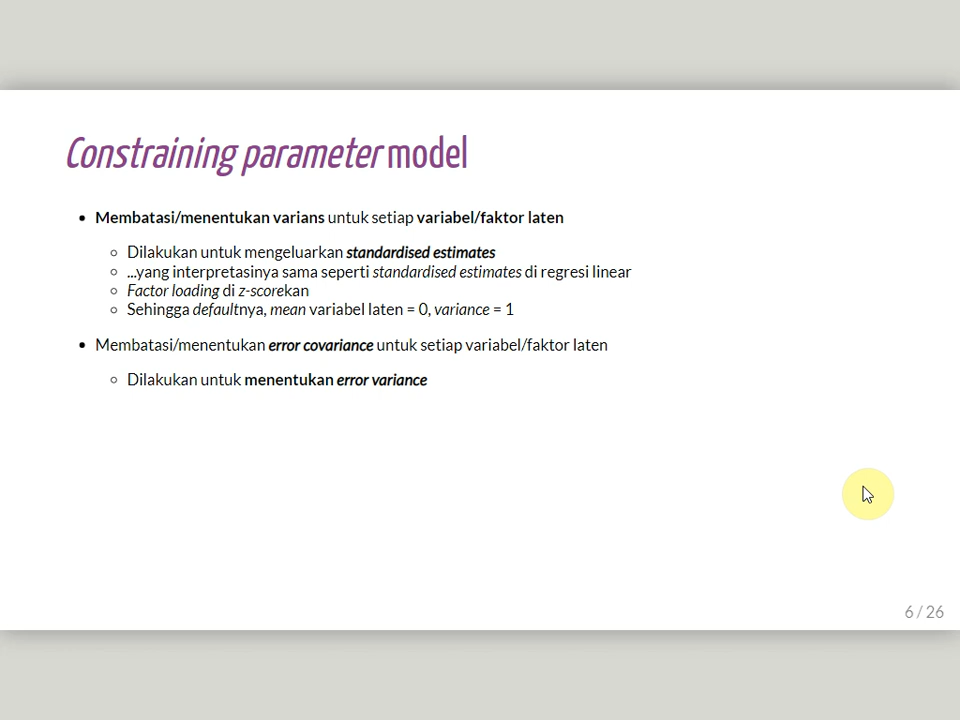 Constraining parameter model
Membatasi/menentukan varians untuk setiap variabel/faktor laten
Dilakukan untuk mengeluarkan standardised estimates
...yang interpretasinya sama seperti standardised estimates di regresi linear
Factor loading di z-scorekan
Sehingga defaultnya, mean variabel laten = 0, variance = 1
Membatasi/menentukan error covariance untuk setiap variabel/faktor laten
Dilakukan untuk menentukan error variance
6 / 26